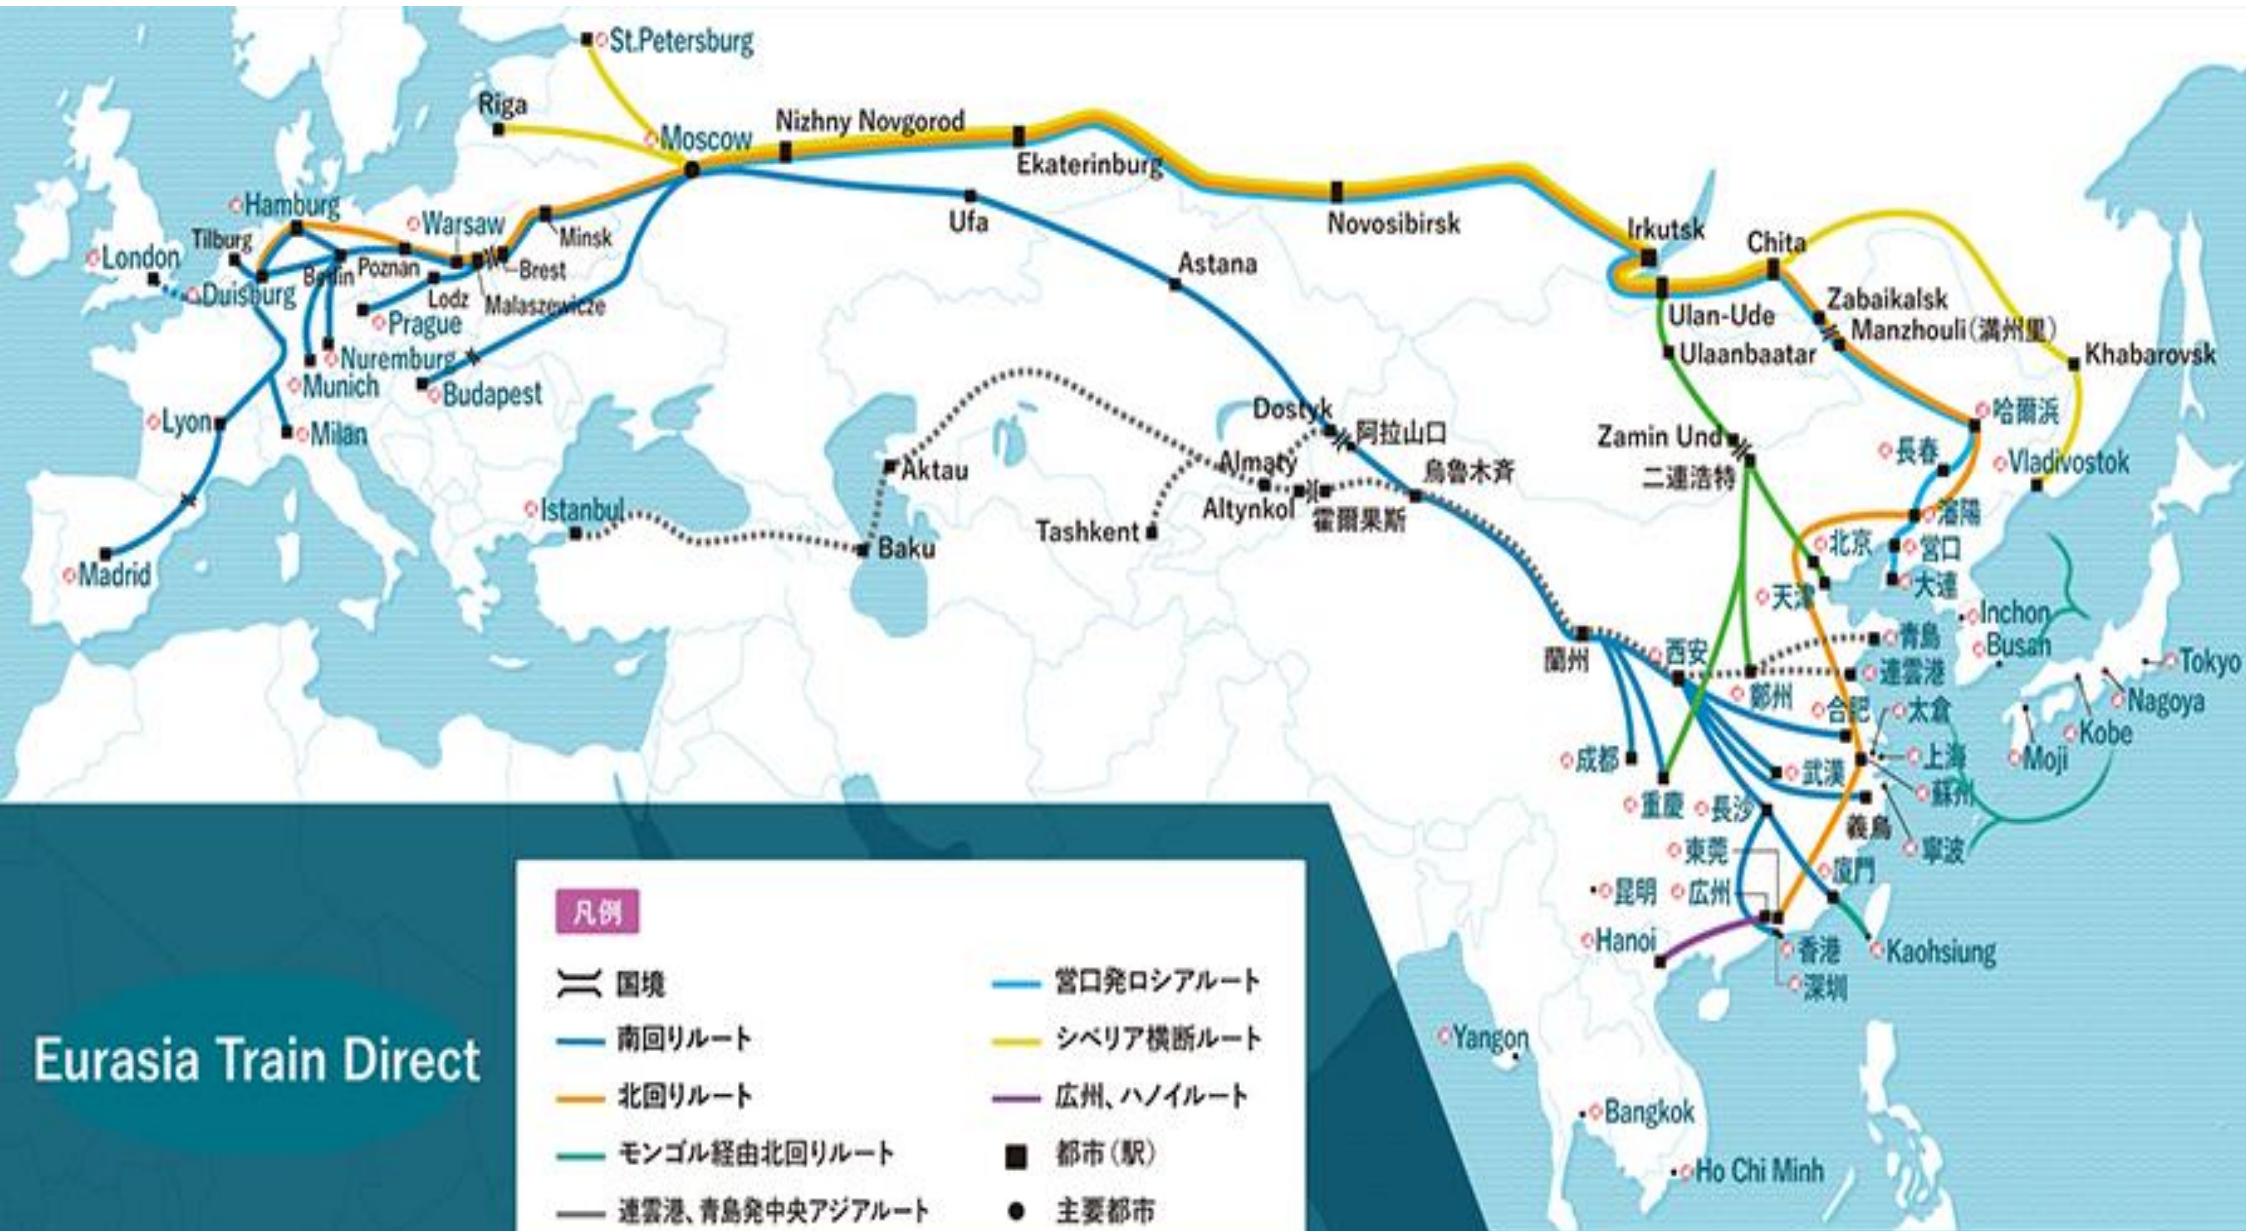 St.Petersburg
Riga
Moscow
Nizhny Novgorod
Ekaterinburg
Ufa
Novosibirsk
Irkutsk
Chita
Hamburg
Warsaw
Tilburg
Minsk
London
Berlin
Poznan
Brest
Duisburg
Lodz
Malaszewicze
Prague
Nuremburg
Munich
Budapest
Lyon
Milan
Madrid
Istanbul
Astana
Zabaikalsk
Ulan-Ude
Manzhouli(満州里)
Ulaanbaatar
Khabarovsk
Dostyk
阿拉山口
Zamin Und
哈爾浜
Aktau
Almaty
烏魯木斉
二連浩特
長春
Vladivostok
Altynkol
霍爾果斯
瀋陽
Tashkent
Baku
北京
営口
天津
大連
Inchon
青島
Busan
蘭州
西安
連雲港
Tokyo
鄭州
合肥
太倉
Nagoya
Kobe
成都
武漢
上海
Moji
重慶
長沙
蘇州
義烏
東莞
寧波
廈門
昆明
広州
Hanoi
香港
Kaohsiung
深圳
Yangon
Bangkok
Ho Chi Minh
Eurasia Train Direct
凡例
国境
南回りルート
北回りルート
モンゴル経由北回りルート
連雲港、青島発中央アジアルート
営口発ロシアルート
シベリア横断ルート
広州、ハノイルート
都市(駅)
主要都市